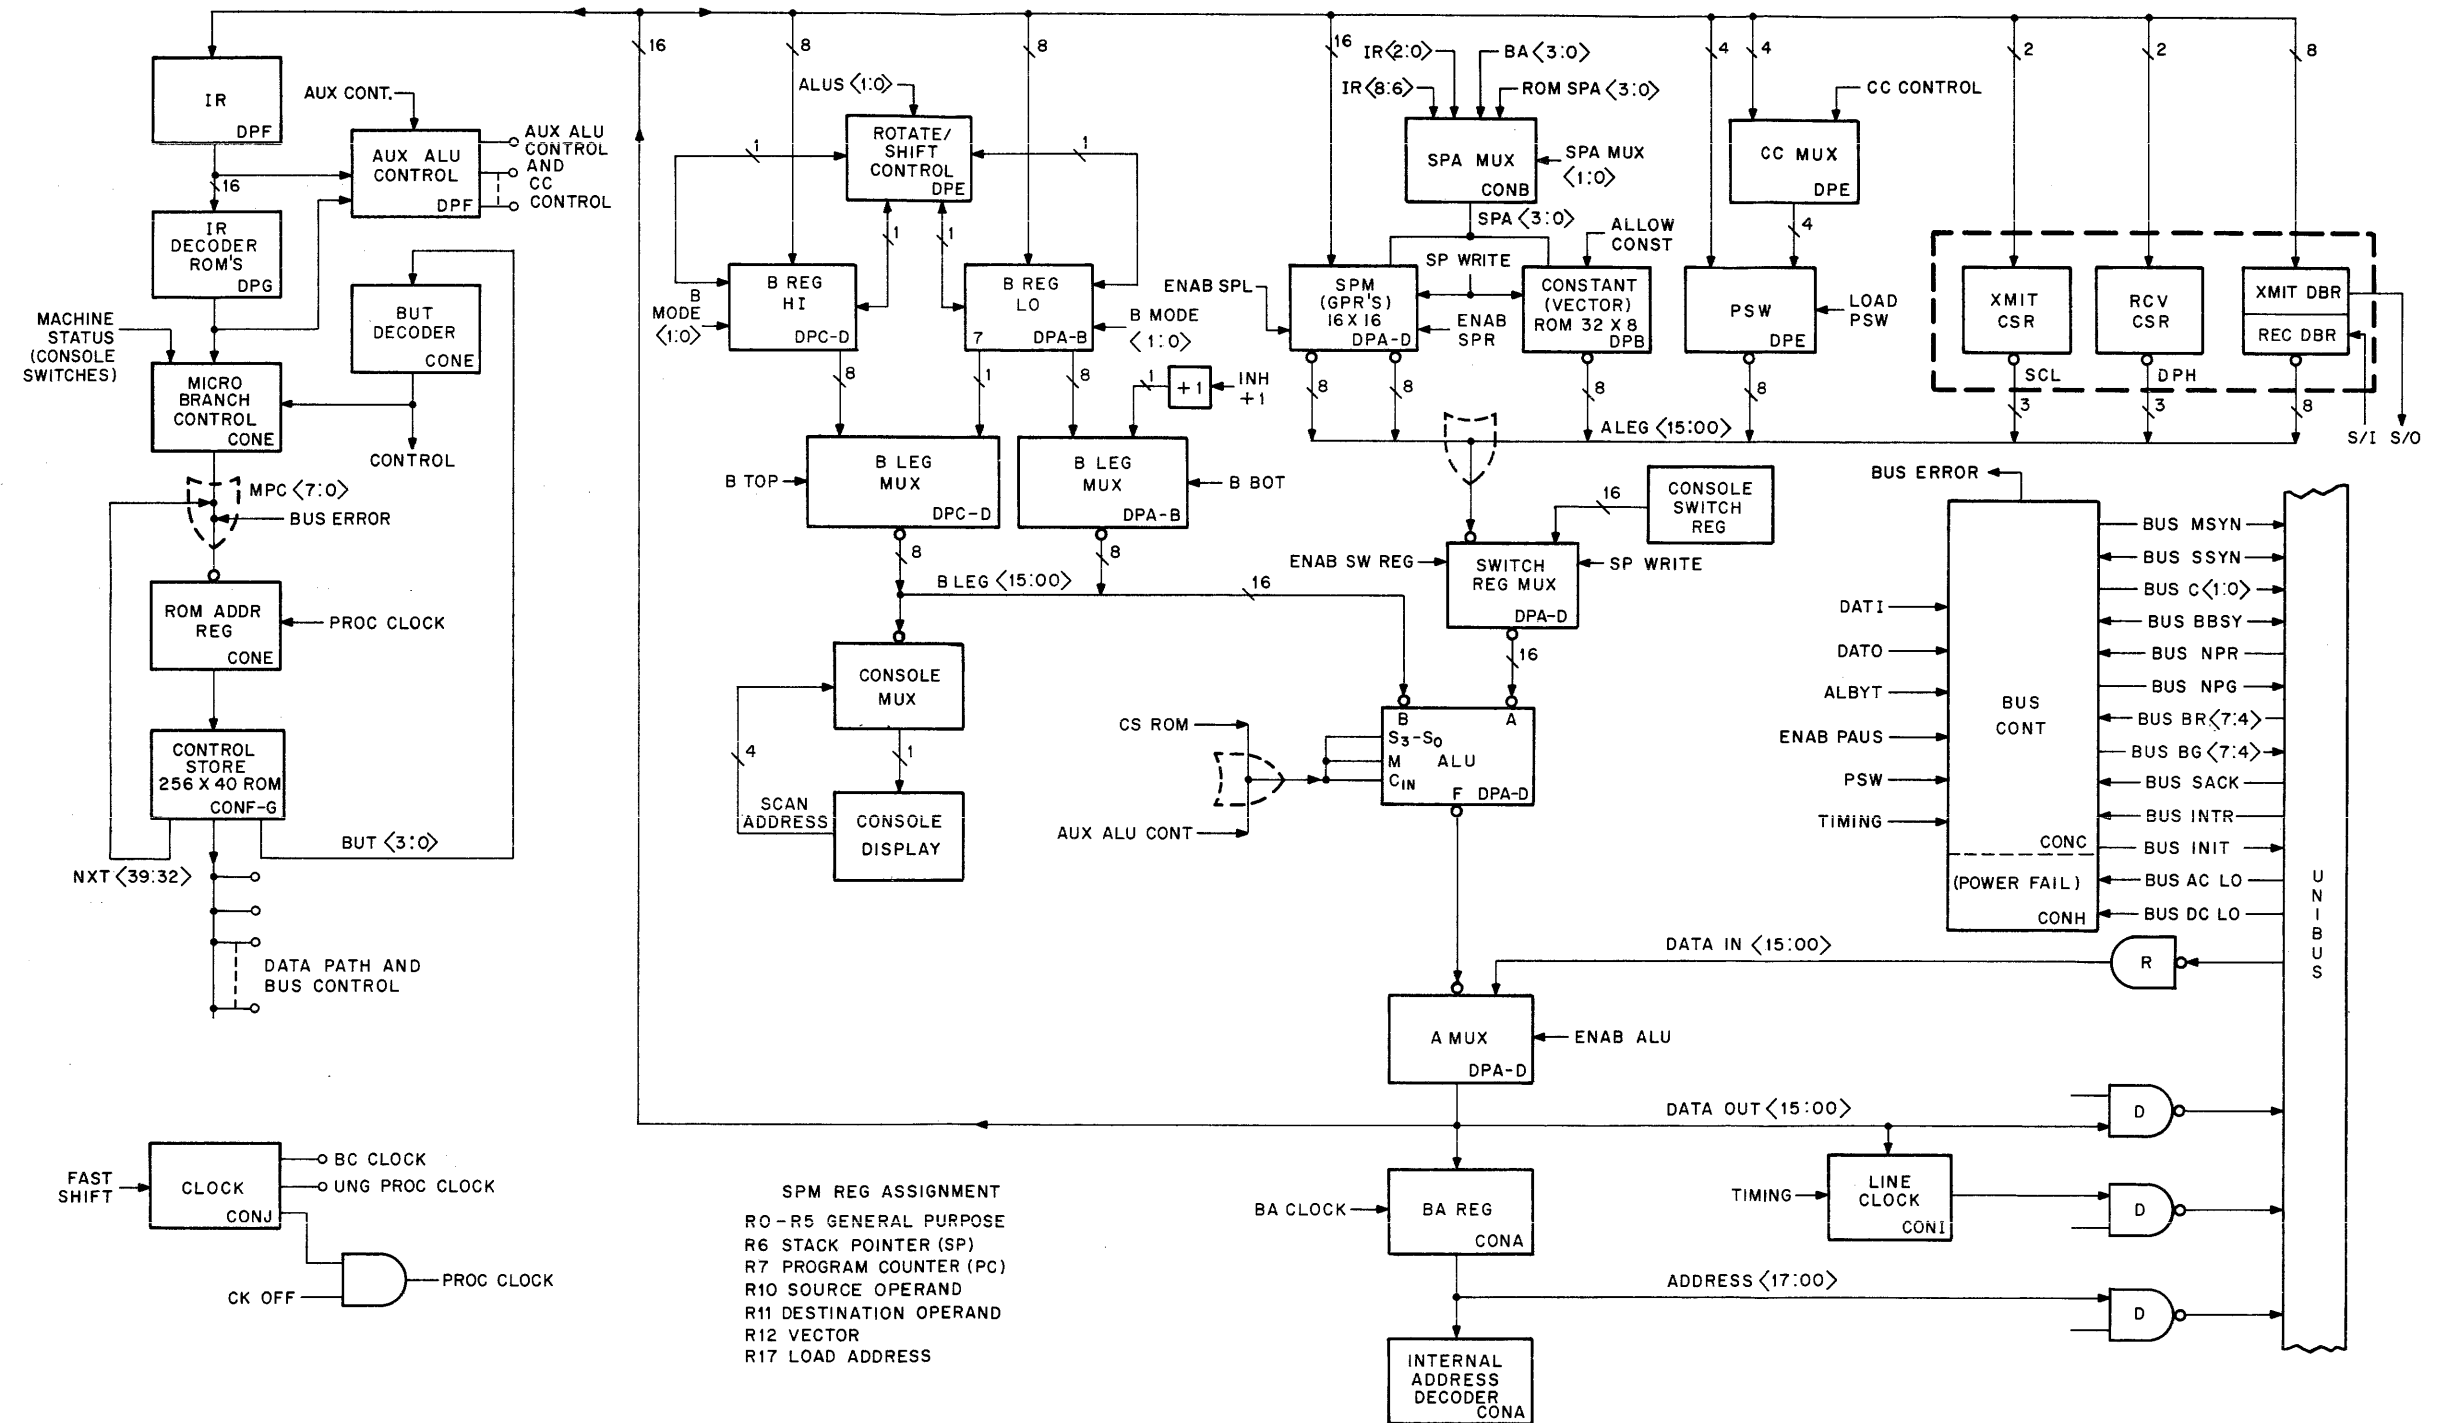 IR
DPF
AUX CONT.
AUX ALU
CONTROL
DPF
AUX ALU
CONTROL
AND
CC
CONTROL
16
IR
DECODER
ROM'S
DPG
BUT
DECODER
CONE
MACHINE
STATUS
(CONSOLE
SWITCHES)
MICRO
BRANCH
CONTROL
CONE
CONTROL
MPC <7:0>
BUS ERROR
ROM ADDR
REG
CONE
PROC CLOCK
CONTROL
STORE
256 X 40 ROM
CONF-G
BUT <3:0>
NXT <39:32>
DATA PATH AND
BUS CONTROL
FAST
SHIFT
CLOCK
CONJ
BC CLOCK
UNG PROC CLOCK
CK OFF
PROC CLOCK
16
8
8
ALUS <1:0>
ROTATE/
SHIFT
CONTROL
DPE
1
1
1
1
B REG
HI
DPC-D
B
MODE
<1:0>
B REG
LO
7
DPA-B
B MODE
<1:0>
8
1
8
1
+1
INH
+1
B TOP
B LEG
MUX
DPC-D
B LEG
MUX
DPA-B
B BOT
8
8
B LEG <15:00>
16
CONSOLE
MUX
4
1
SCAN
ADDRESS
CONSOLE
DISPLAY
16
IR<2:0>
BA <3:0>
IR<8:6>
ROM SPA <3:0>
SPA MUX
CONB
SPA MUX
<1:0>
SPA <3:0>
ALLOW
CONST
SP WRITE
ENAB SPL
SPM
(GPR'S)
16 X 16
DPA-D
ENAB
SPR
CONSTANT
(VECTOR)
ROM 32 X 8
DPB
8
8
8
4
4
CC CONTROL
CC MUX
DPE
4
PSW
DPE
LOAD
PSW
8
2
2
8
XMIT
CSR
RCV
CSR
XMIT DBR
REC DBR
SCL
DPH
3
3
8
S/I
S/O
ALEG <15:00>
CONSOLE
SWITCH
REG
16
ENAB SW REG
SWITCH
REG MUX
DPA-D
SP WRITE
16
CS ROM
AUX ALU CONT
B
A
S3-S0
M
ALU
CIN
F
DPA-D
BUS ERROR
DATI
DATO
ALBYT
ENAB PAUS
PSW
TIMING
BUS
CONT
CONC
(POWER FAIL)
CONH
BUS MSYN
BUS SSYN
BUS C<1:0>
BUS BBSY
BUS NPR
BUS NPG
BUS BR<7:4>
BUS BG <7:4>
BUS SACK
BUS INTR
BUS INIT
BUS AC LO
BUS DC LO
UNIBUS
DATA IN <15:00>
R
A MUX
DPA-D
ENAB ALU
DATA OUT <15:00>
D
BA CLOCK
BA REG
CONA
TIMING
LINE
CLOCK
CONI
D
ADDRESS <17:00>
D
INTERNAL
ADDRESS
DECODER
CONA
SPM REG ASSIGNMENT
R0-R5 GENERAL PURPOSE
R6 STACK POINTER (SP)
R7 PROGRAM COUNTER (PC)
R10 SOURCE OPERAND
R11 DESTINATION OPERAND
R12 VECTOR
R17 LOAD ADDRESS